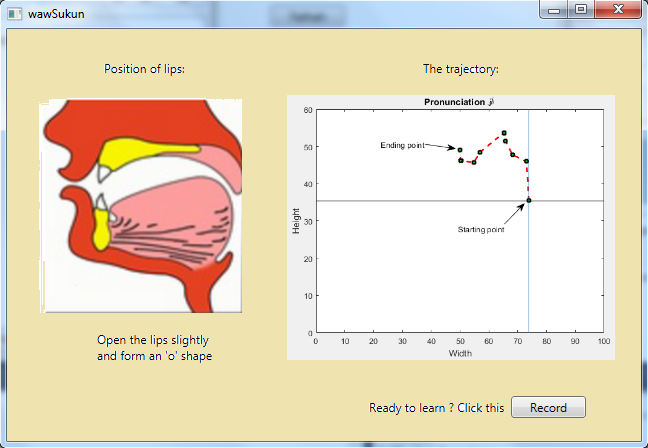 wawSukun
Position of lips:
The trajectory:
Pronunciation
Ending point
Starting point
Height
60
50
40
30
20
10
0
0 10 20 30 40 50 60 70 80 90 100
Width
Open the lips slightly
and form an 'o' shape
Ready to learn ? Click this
Record